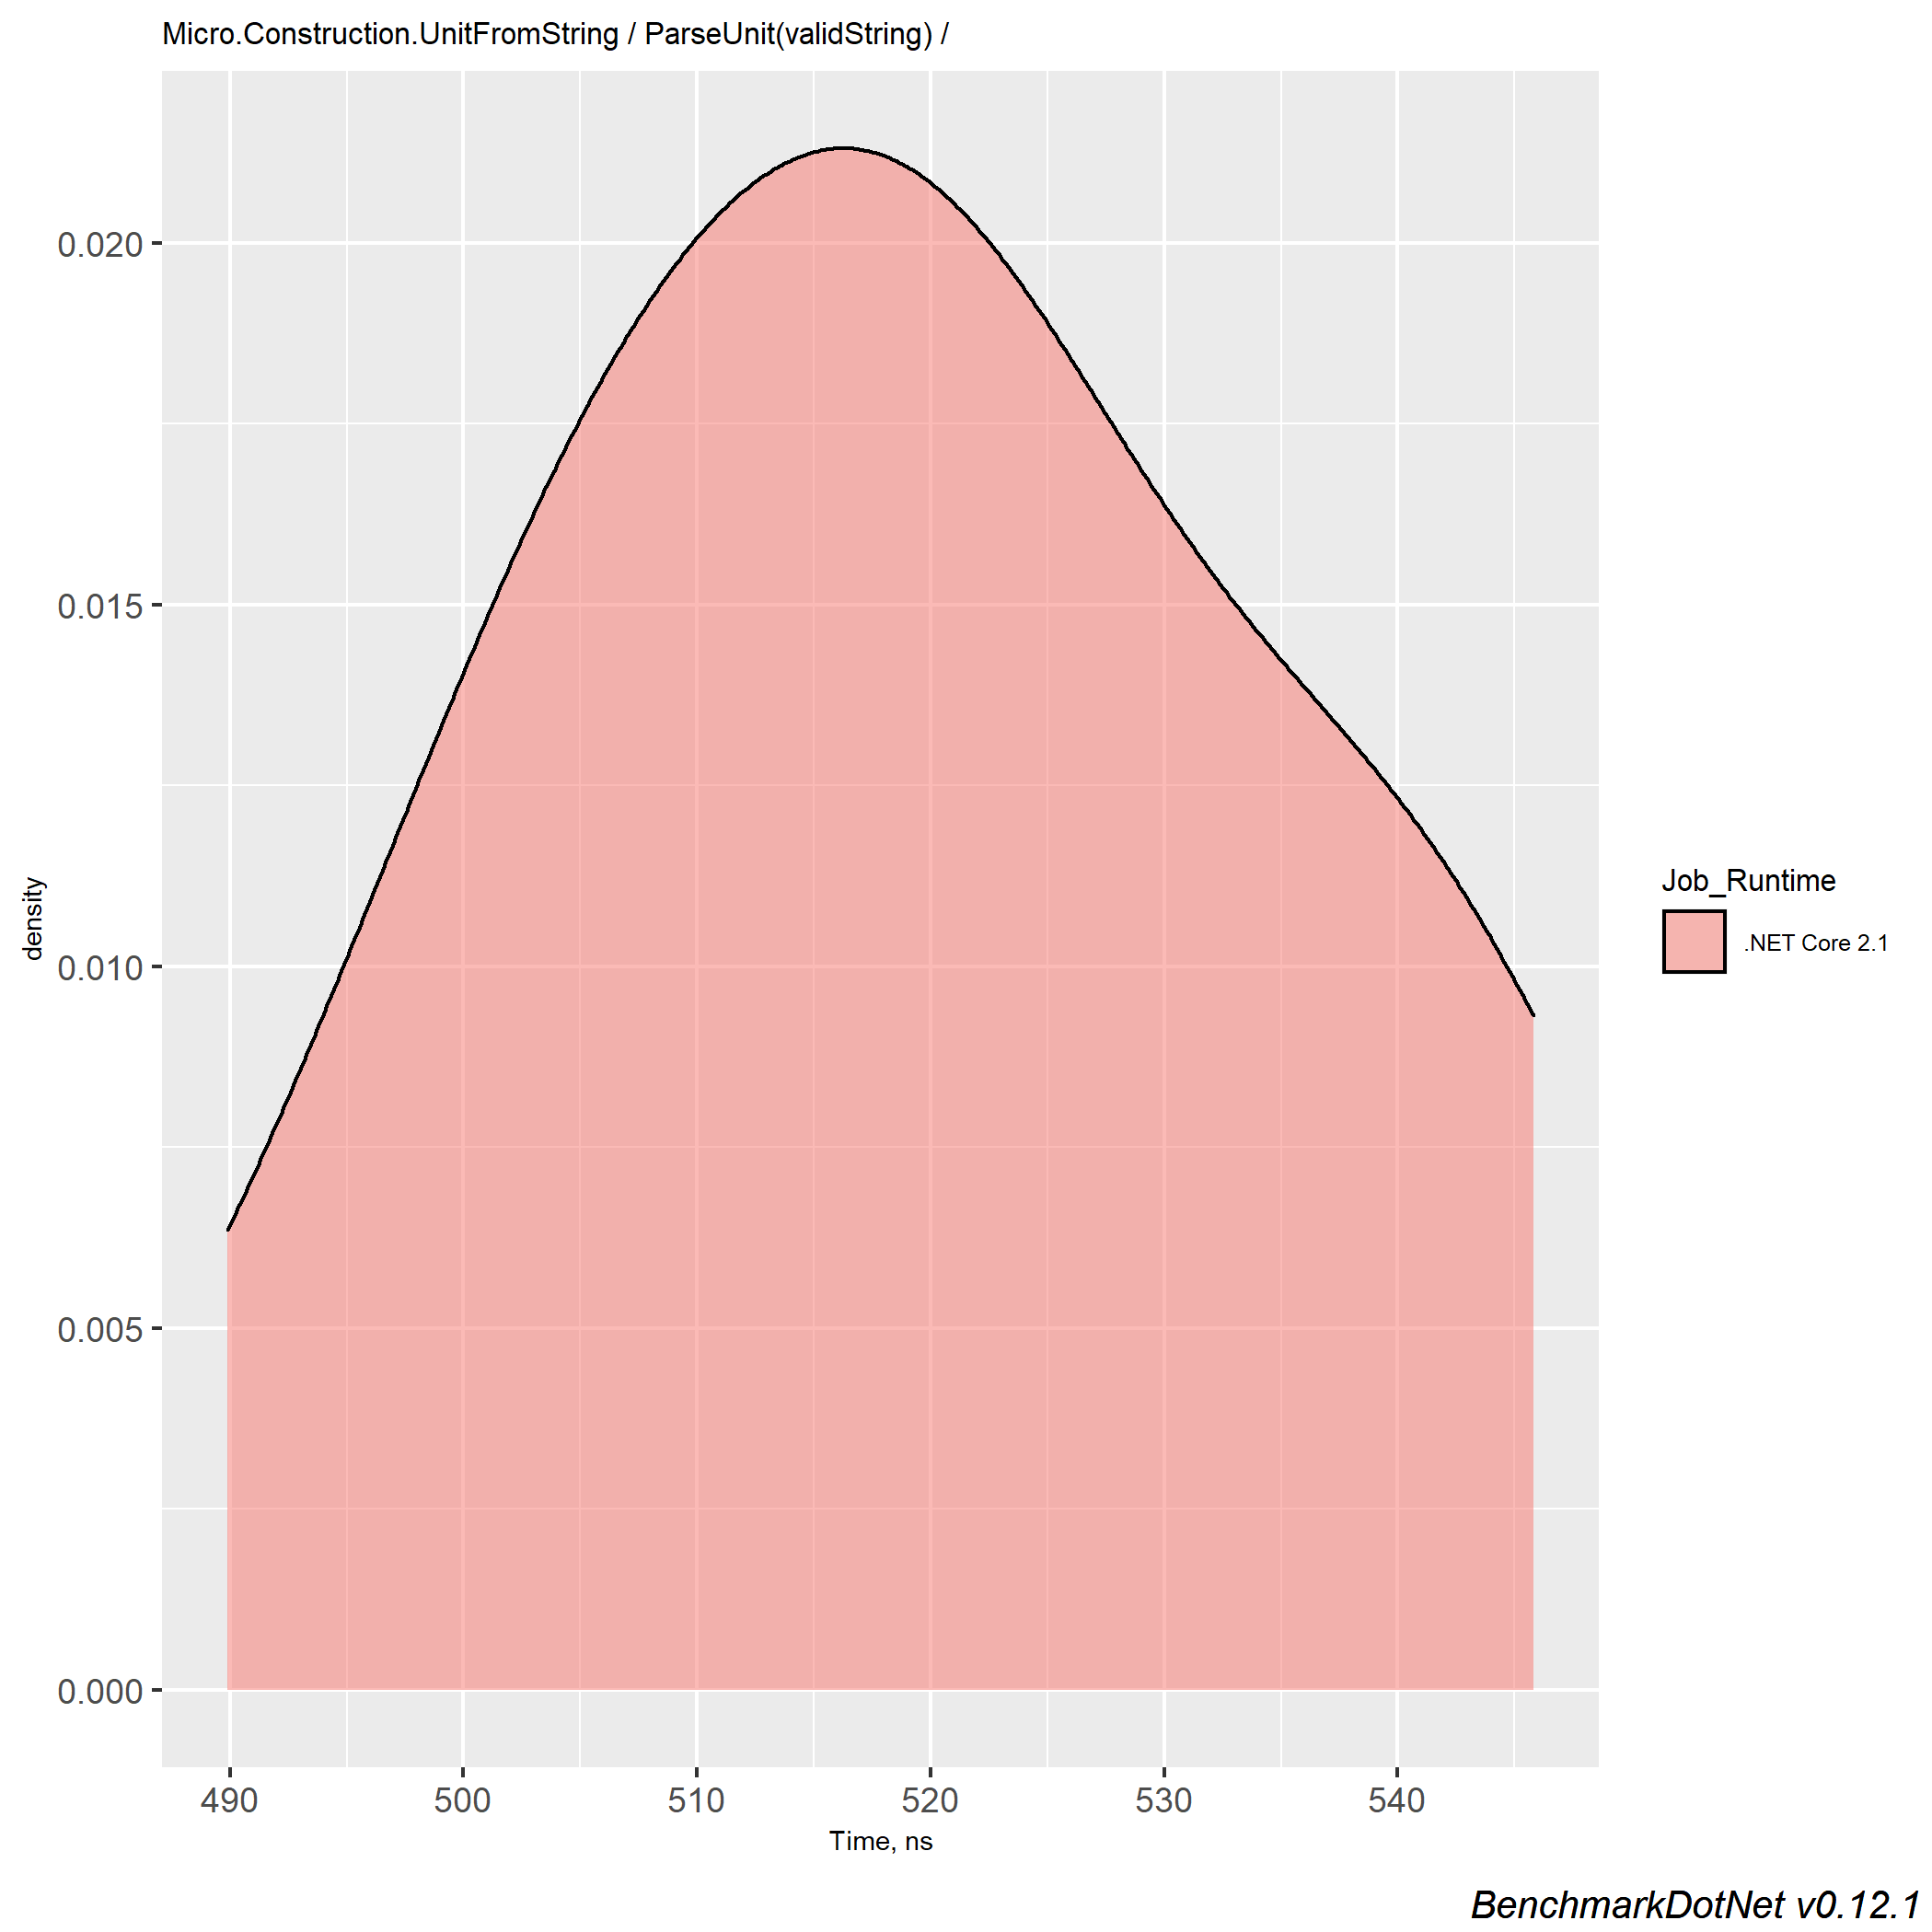 Micro.Construction.UnitFromString / ParseUnit(validString) /
0.020
0.015
0.010
0.005
0.000
density
490 500 510 520 530 540
Time, ns
Job_Runtime
.NET Core 2.1
BenchmarkDotNet v0.12.1